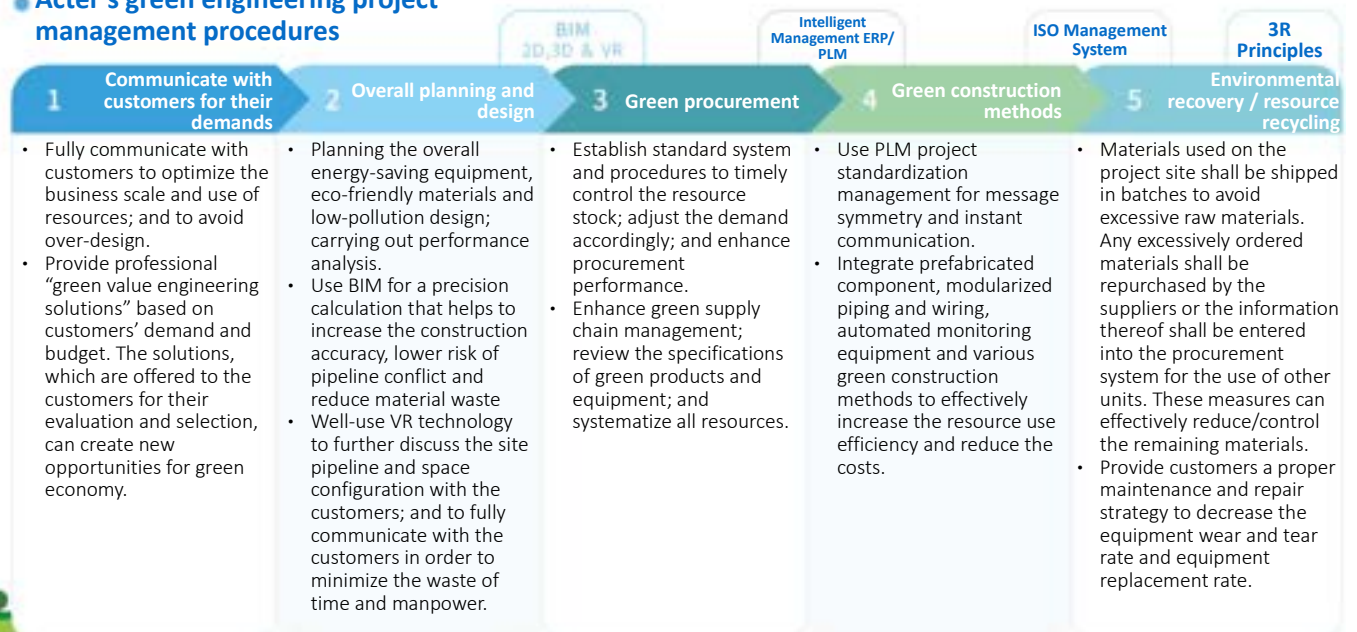 Acter's green engineering project
management procedures
BIM
2D,3D & VR
Intelligent
Management ERP/
PLM
ISO Management
System
3R
Principles
1
Communicate with
customers for their
demands
2
Overall planning and
design
3
Green procurement
4
Green construction
methods
5
Environmental
recovery / resource
recycling
• Fully communicate with
customers to optimize the
business scale and use of
resources; and to avoid
over-design.
• Provide professional
“green value engineering
solutions” based on
customers’ demand and
budget. The solutions,
which are offered to the
customers for their
evaluation and selection,
can create new
opportunities for green
economy.
• Planning the overall
energy-saving equipment,
eco-friendly materials and
low-pollution design;
carrying out performance
analysis.
• Use BIM for a precision
calculation that helps to
increase the construction
accuracy, lower risk of
pipeline conflict and
reduce material waste
• Well-use VR technology
to further discuss the site
pipeline and space
configuration with the
customers; and to fully
communicate with the
customers in order to
minimize the waste of
time and manpower.
• Establish standard system
and procedures to timely
control the resource
stock; adjust the demand
accordingly; and enhance
procurement
performance.
• Enhance green supply
chain management;
review the specifications
of green products and
equipment; and
systematize all resources.
• Use PLM project
standardization
management for message
symmetry and instant
communication.
• Integrate prefabricated
component, modularized
piping and wiring,
automated monitoring
equipment and various
green construction
methods to effectively
increase the resource use
efficiency and reduce the
costs.
• Materials used on the
project site shall be shipped
in batches to avoid
excessive raw materials.
Any excessively ordered
materials shall be
repurchased by the
suppliers or the information
thereof shall be entered
into the procurement
system for the use of other
units. These measures can
effectively reduce/control
the remaining materials.
• Provide customers a proper
maintenance and repair
strategy to decrease the
equipment wear and tear
rate and equipment
replacement rate.